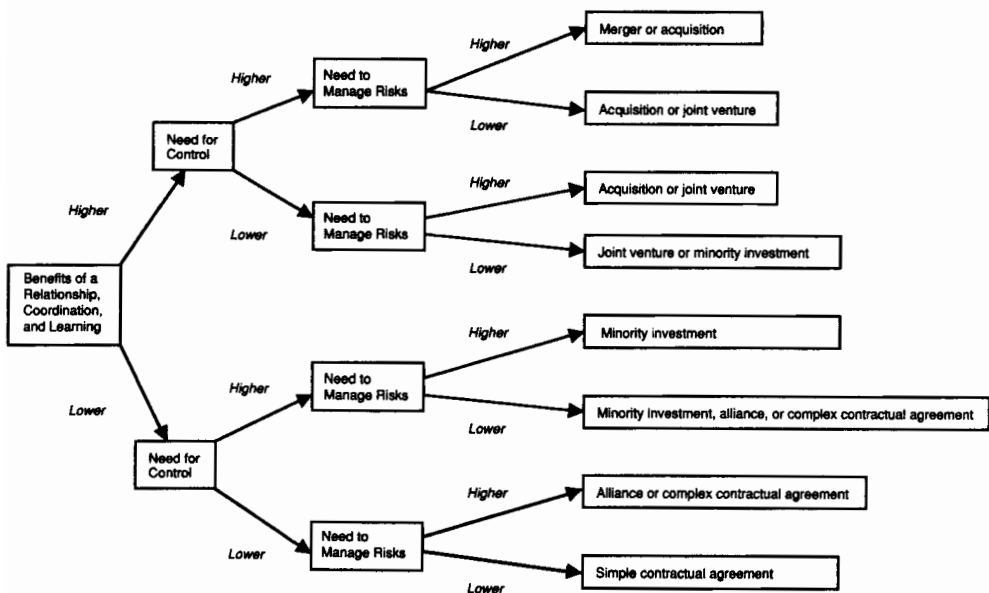 Higher
Merger or acquisition
Higher
Need to
Manage Risks
Lower
Acquisition or joint venture
Need for
Control
Higher
Higher
Acquisition or joint venture
Lower
Need to
Manage Risks
Lower
Joint venture or minority investment
Benefits of a
Relationship,
Coordination,
and Learning
Higher
Minority investment
Lower
Higher
Need to
Manage Risks
Lower
Minority investment, alliance, or complex contractual agreement
Need for
Control
Higher
Alliance or complex contractual agreement
Lower
Need to
Manage Risks
Lower
Simple contractual agreement